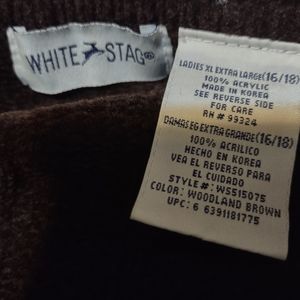 WHITE STAG®
LADIES XL EXTRA LARGE (16/18)
100% ACRYLIC
MADE IN KOREA
SEE REVERSE SIDE
FOR CARE
RN# 99324
DAMAS EG EXTRA GRANDE (16/18)
100% ACRILICO
HECHO EN KOREA
VEA EL REVERSO PARA
EL CUIDADO
STYLE#: WS515075
COLOR: WOODLAND BROWN
UPC: 6 6391181775